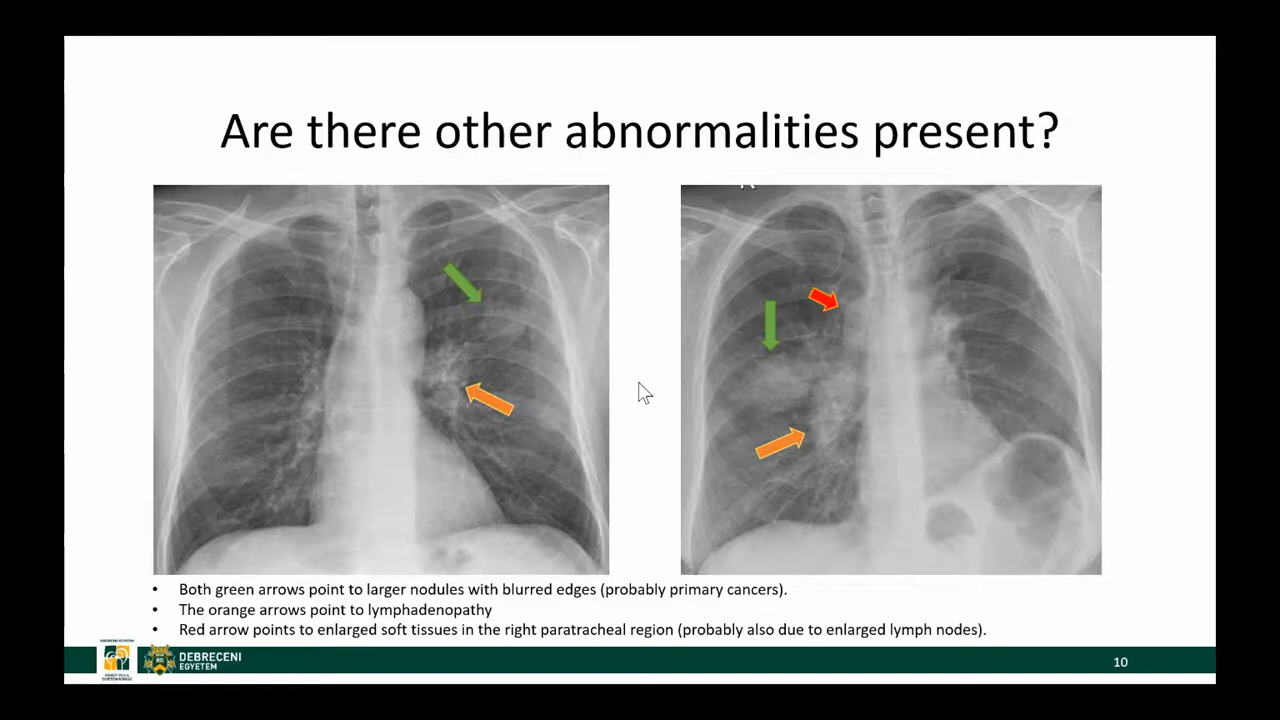 Are there other abnormalities present?
• Both green arrows point to larger nodules with blurred edges (probably primary cancers).
• The orange arrows point to lymphadenopathy
• Red arrow points to enlarged soft tissues in the right paratracheal region (probably also due to enlarged lymph nodes).
DEBRECENI
EGYETEM
10